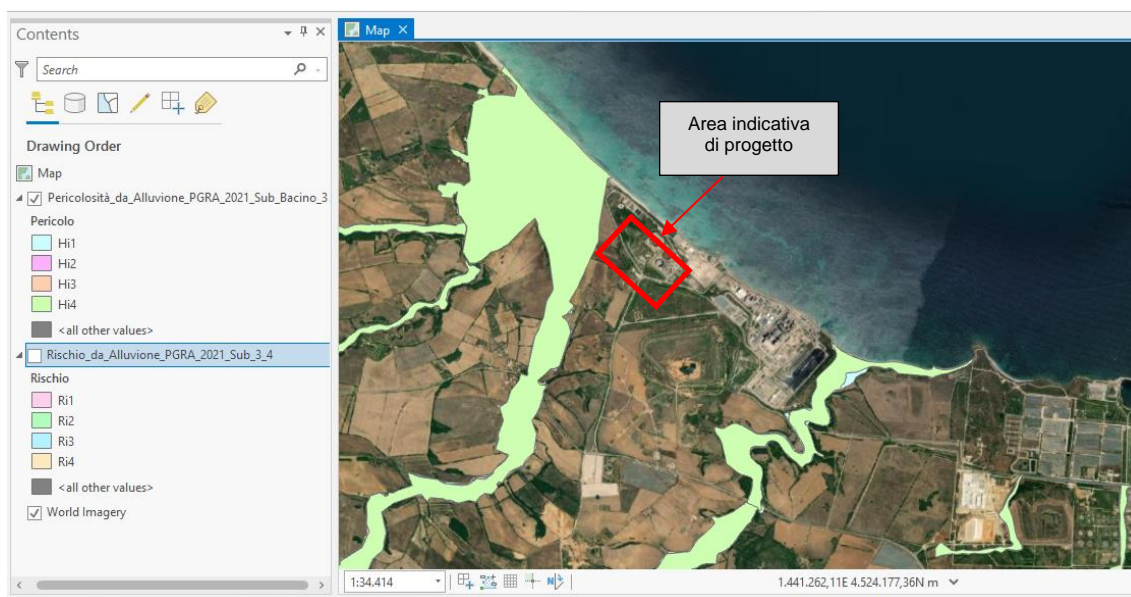 Contents
Search
Drawing Order
Map
Pericolosità_da_Alluvione_PGRA_2021_Sub_Bacino_3
Pericolo
Hi1
Hi2
Hi3
Hi4
<all other values>
Rischio_da_Alluvione_PGRA_2021_Sub_3_4
Rischio
Ri1
Ri2
Ri3
Ri4
<all other values>
World Imagery
Map
Area indicativa
di progetto
1:34.414
N
1.441.262,11E 4.524.177,36N m